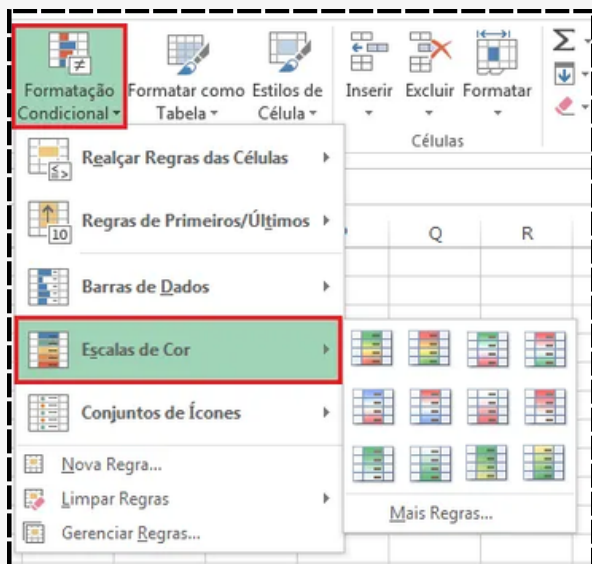 Formatação Condicional
Formatar como Tabela
Estilos de Célula
Inserir
Excluir
Formatar
Células
Realçar Regras das Células
Regras de Primeiros/Últimos
10
Q
R
Barras de Dados
Escalas de Cor
Conjuntos de Ícones
Nova Regra...
Limpar Regras
Gerenciar Regras...
Mais Regras...